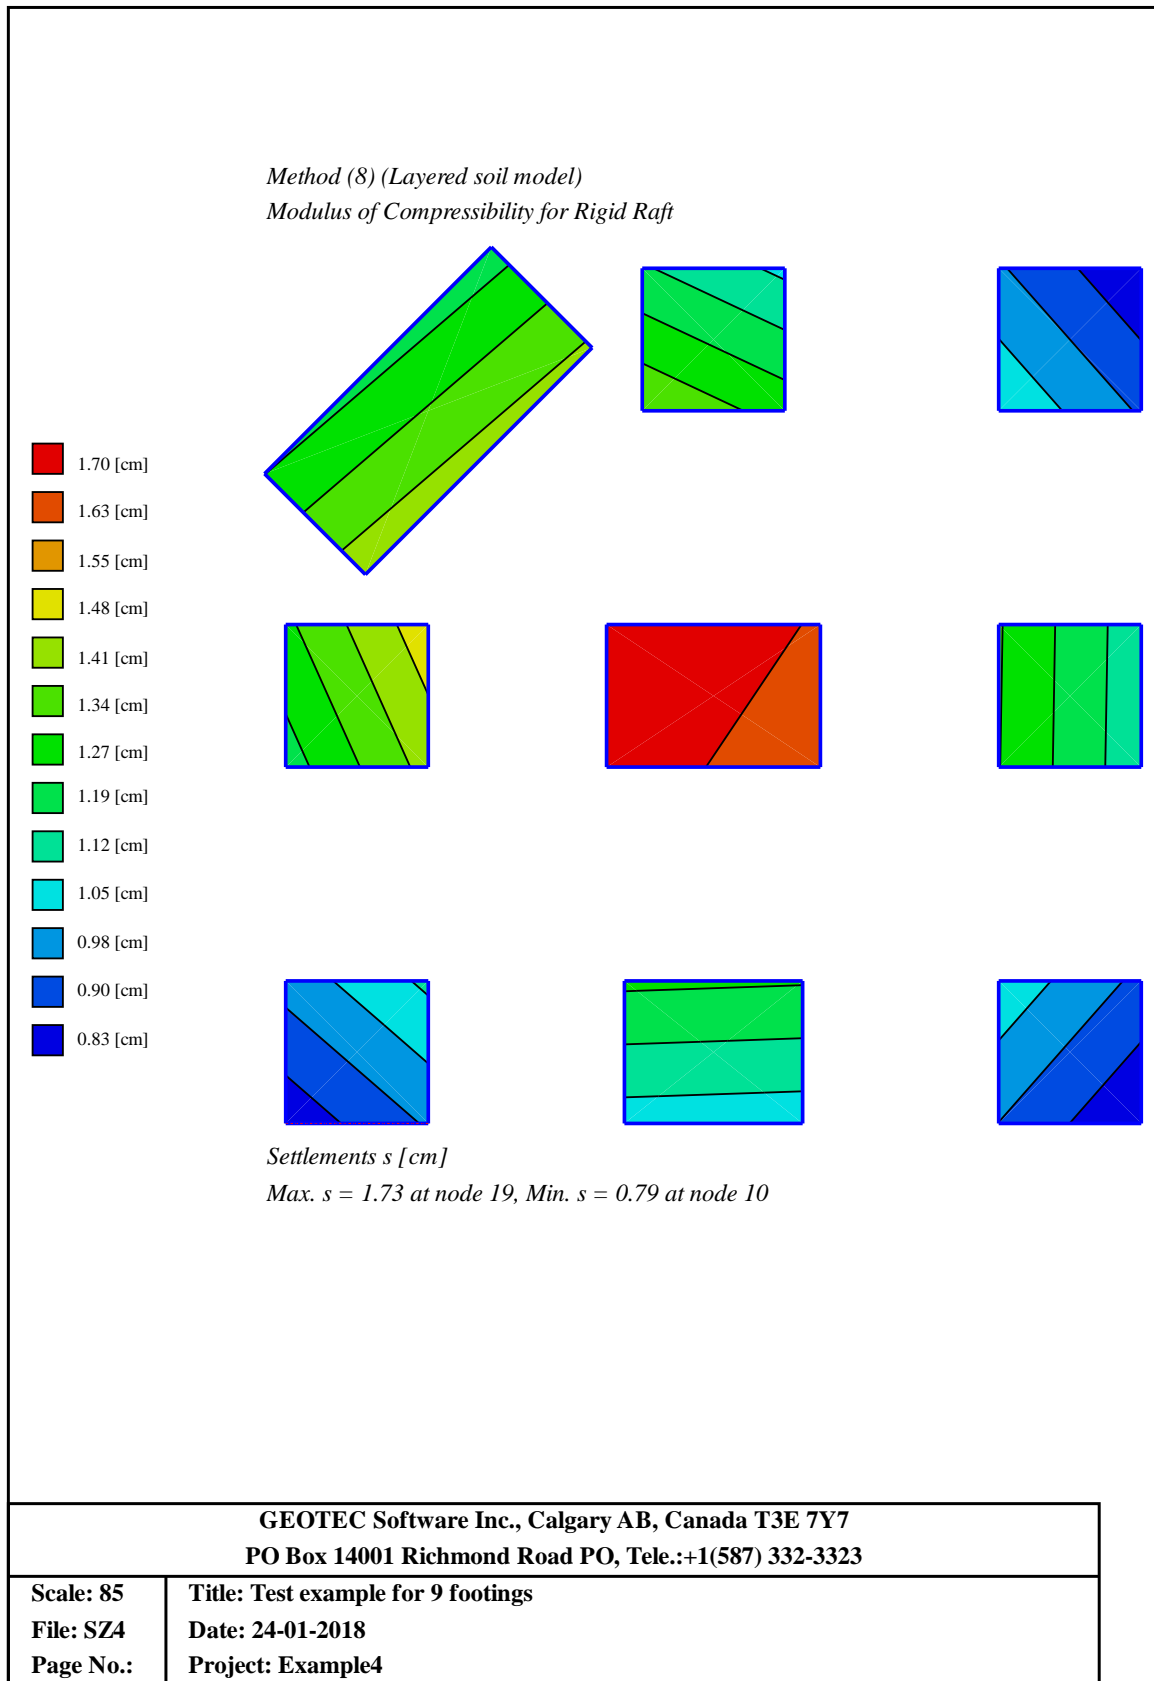 Method (8) (Layered soil model)
Modulus of Compressibility for Rigid Raft
1.70 [cm]
1.63 [cm]
1.55 [cm]
1.48 [cm]
1.41 [cm]
1.34 [cm]
1.27 [cm]
1.19 [cm]
1.12 [cm]
1.05 [cm]
0.98 [cm]
0.90 [cm]
0.83 [cm]
Settlements s [cm]
Max. s = 1.73 at node 19, Min. s = 0.79 at node 10
GEOTEC Software Inc., Calgary AB, Canada T3E 7Y7
PO Box 14001 Richmond Road PO, Tele.:+1(587) 332-3323
Scale: 85
Title: Test example for 9 footings
File: SZ4
Date: 24-01-2018
Page No.:
Project: Example4